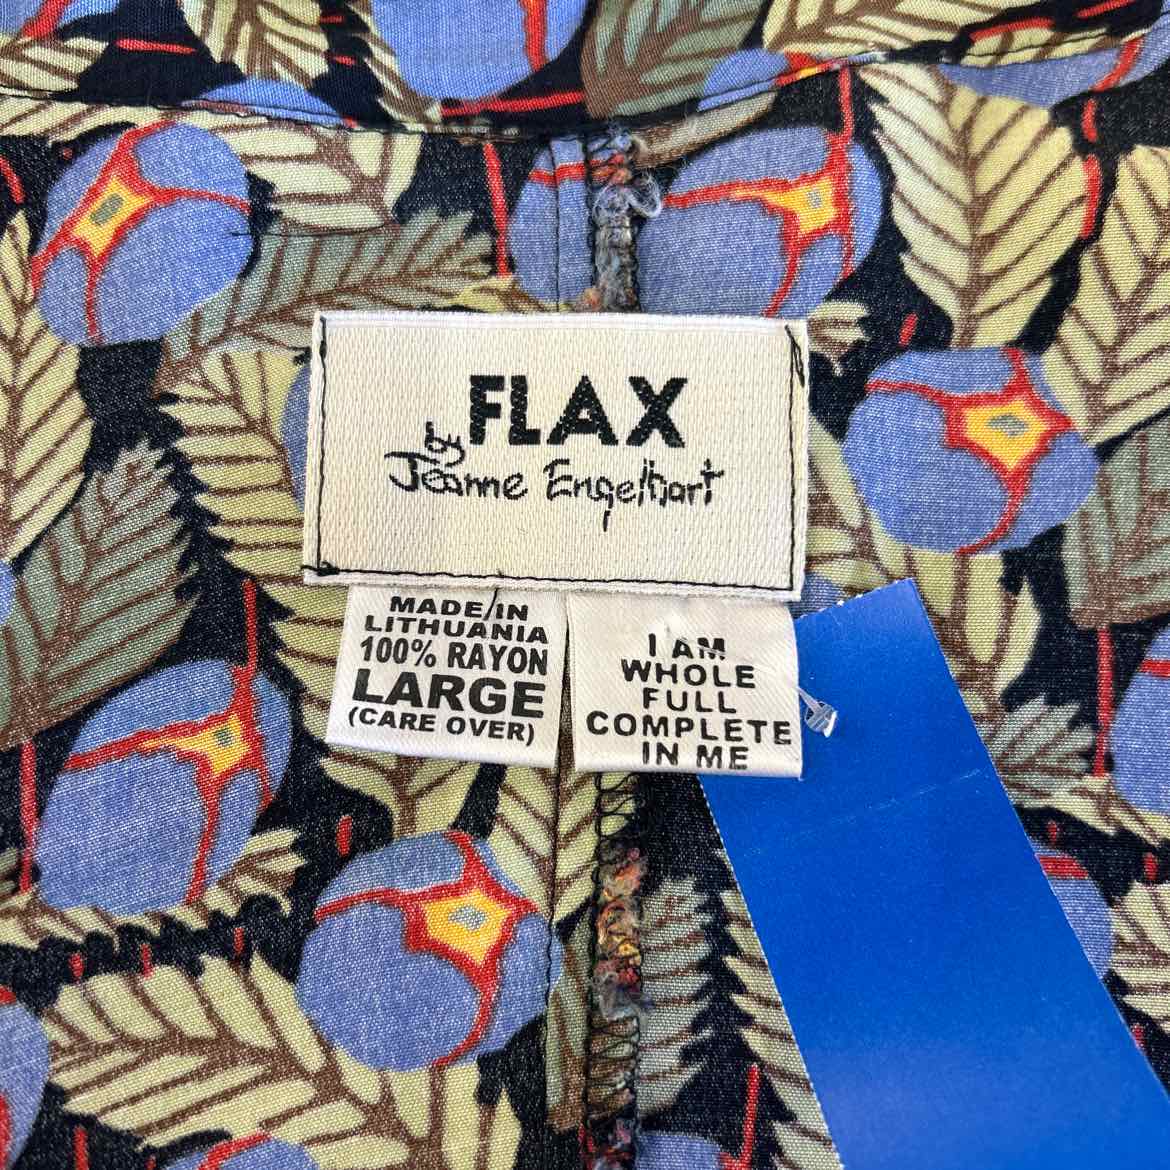 FLAX
by
Jeanne Engelhart
MADE IN
LITHUANIA
100% RAYON
LARGE
(CARE OVER)
I AM
WHOLE
FULL
COMPLETE
IN ME